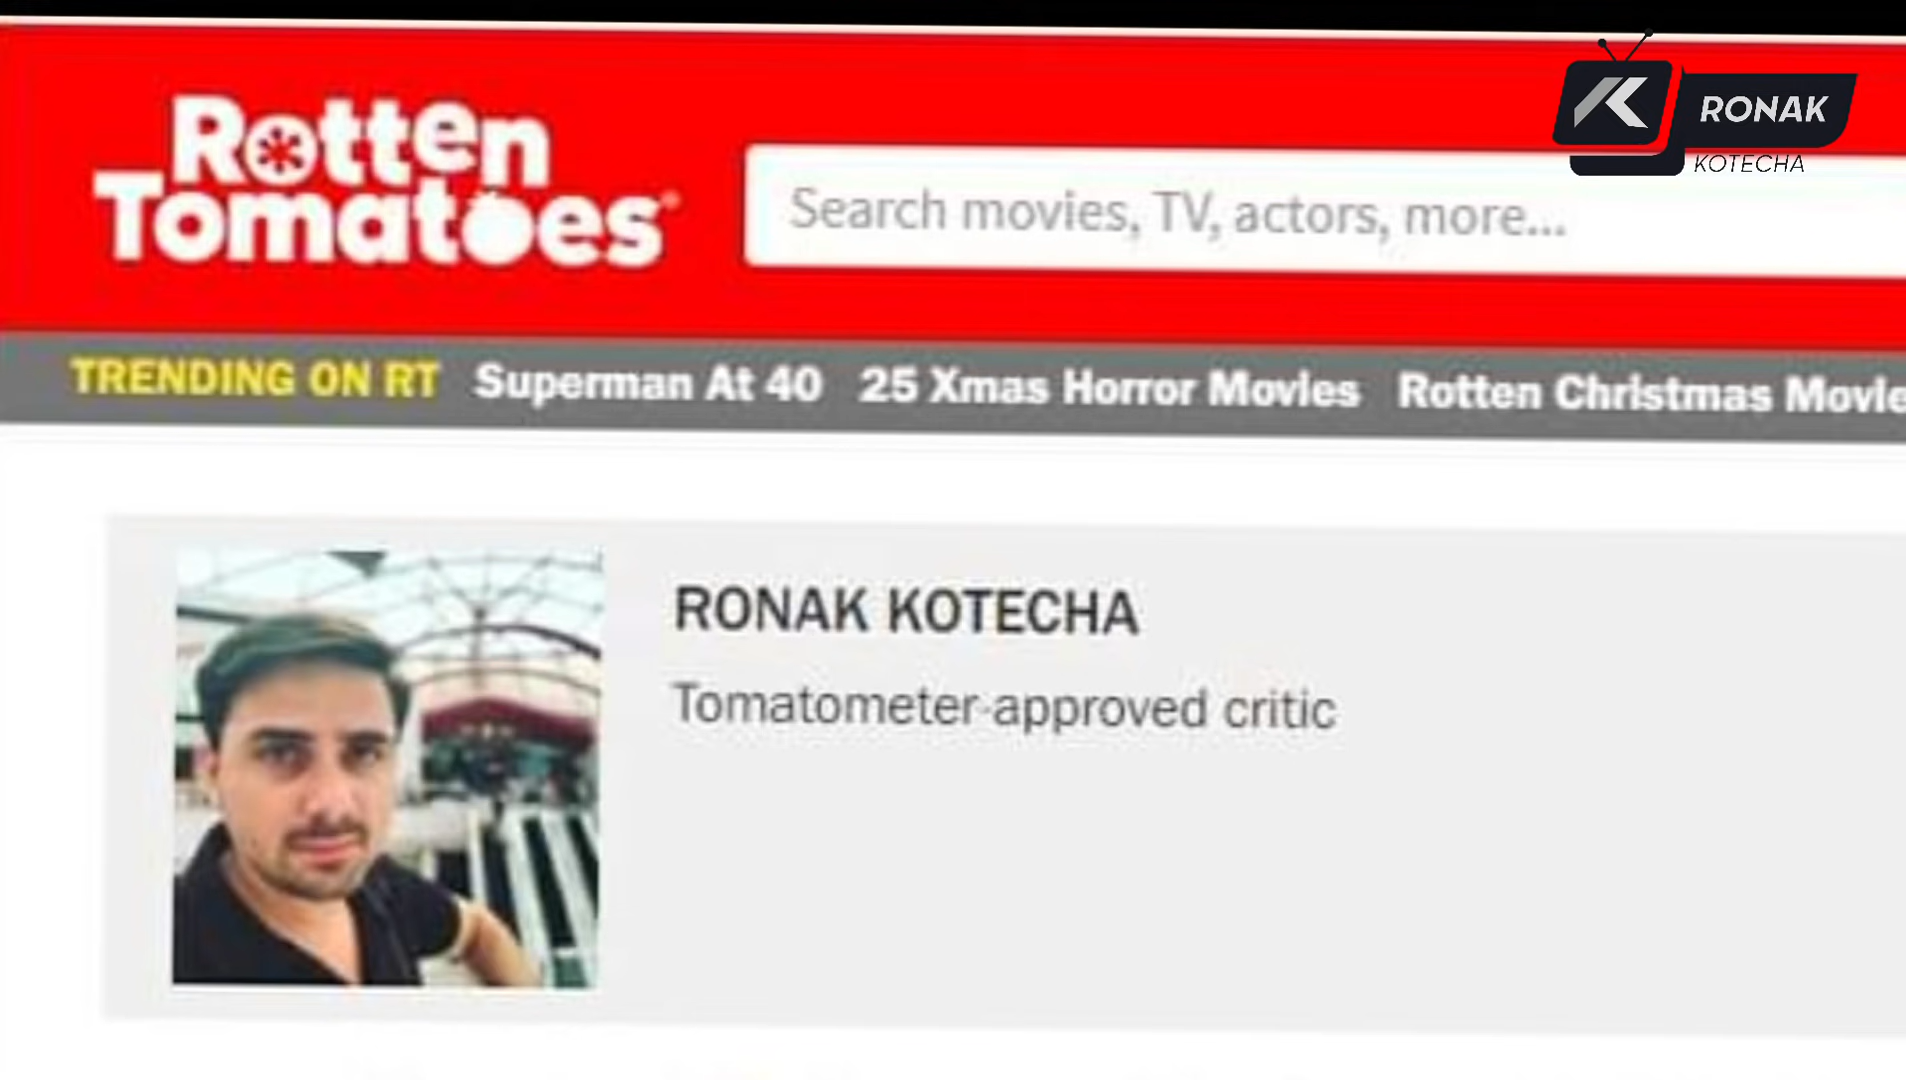 Rotten
Tomatoes
Search movies, TV, actors, more...
RONAK
KOTECHA
TRENDING ON RT Superman At 40 25 Xmas Horror Movies Rotten Christmas Movie
RONAK KOTECHA
Tomatometer-approved critic